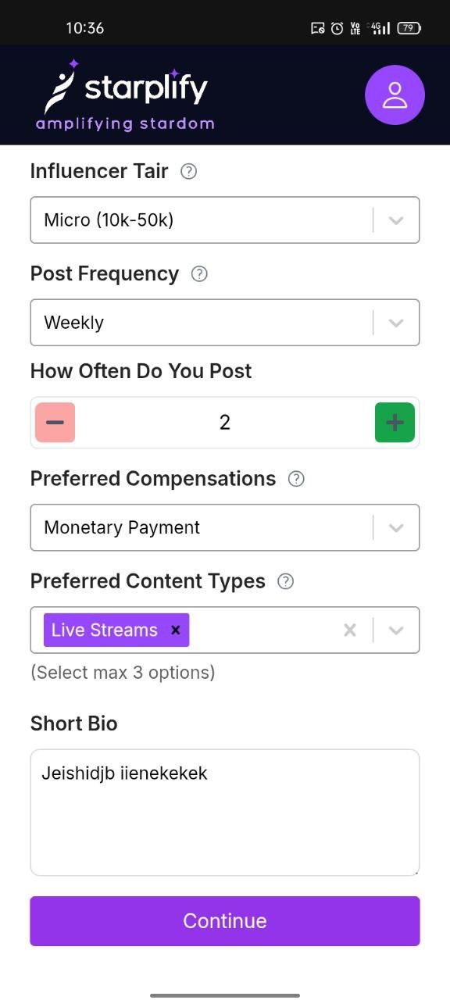 10:36
Vo LTE 4G 79
starplify
amplifying stardom
Influencer Tair
Micro (10k-50k)
Post Frequency
Weekly
How Often Do You Post
2
Preferred Compensations
Monetary Payment
Preferred Content Types
Live Streams
(Select max 3 options)
Short Bio
Jeishidjb iienekekek
Continue